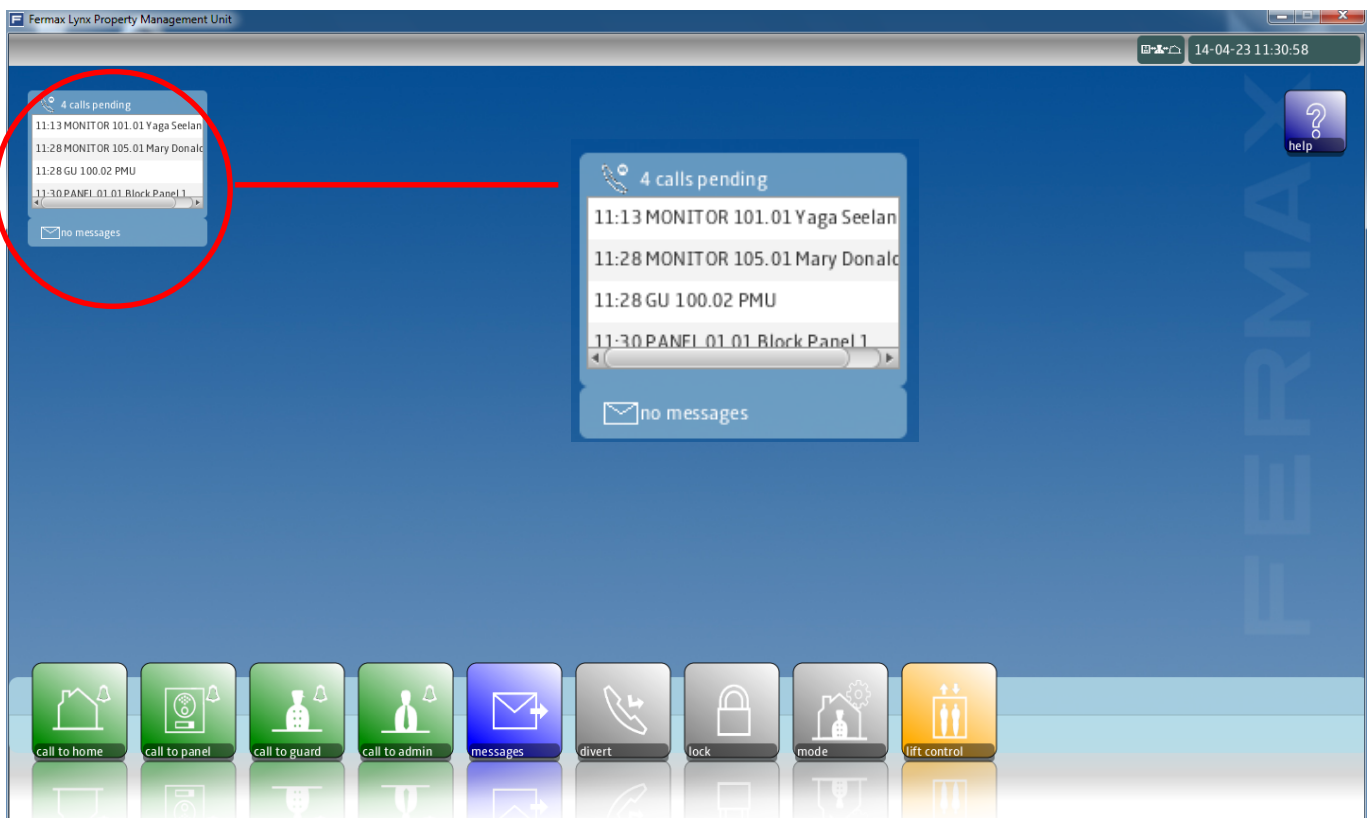 Fermax Lynx Property Management Unit
14-04-23 11:30:58
4 calls pending
11:13 MONITOR 101.01 Yaga Seelan
11:28 MONITOR 105.01 Mary Donald
11:28 GU 100.02 PMU
11:30 PANEL 01 01 Block Panel 1
no messages
help
4 calls pending
11:13 MONITOR 101.01 Yaga Seelan
11:28 MONITOR 105.01 Mary Donald
11:28 GU 100.02 PMU
11:30 PANEL 01 01 Block Panel 1
no messages
FERMAX
call to home
call to panel
call to guard
call to admin
messages
divert
lock
mode
lift control